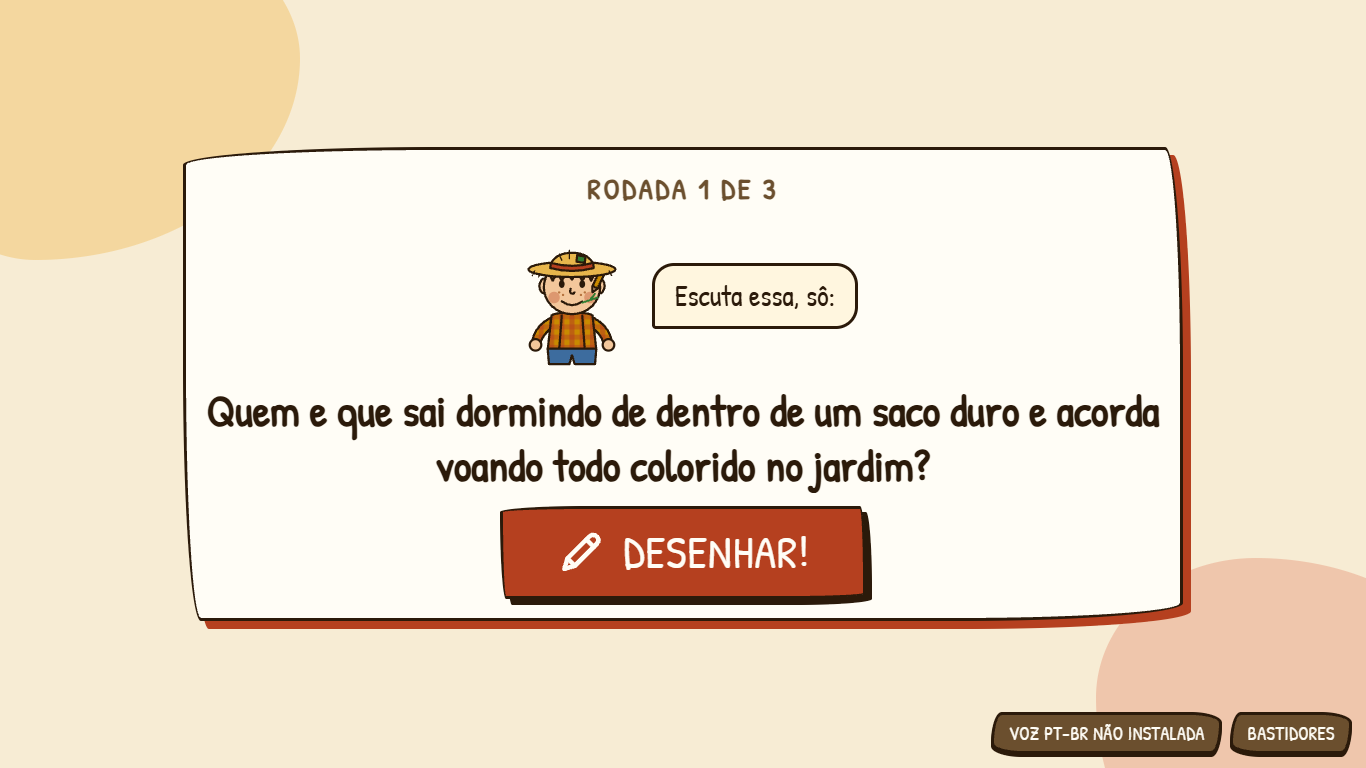 RODADA 1 DE 3
Escuta essa, sô:
Quem e que sai dormindo de dentro de um saco duro e acorda
voando todo colorido no jardim?
DESENHAR!
VOZ PT-BR NÃO INSTALADA
BASTIDORES